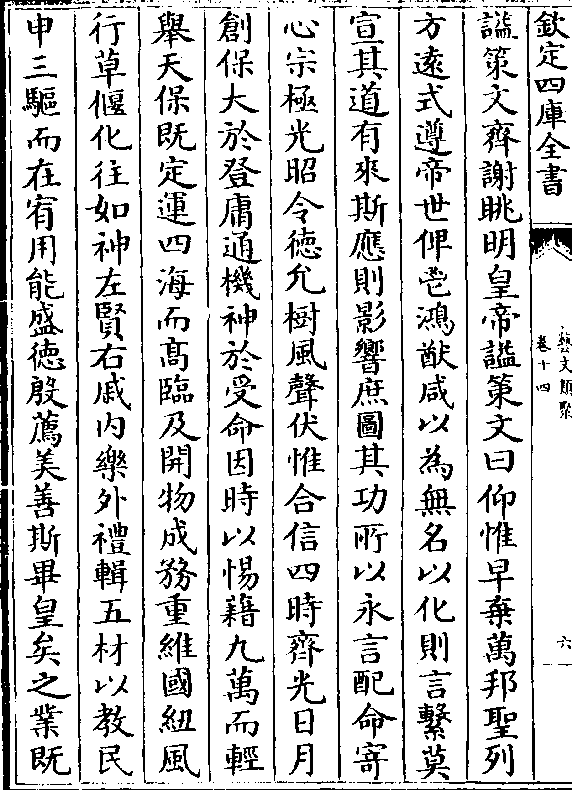 欽定四庫全書
藝文類聚
卷十四
六
謚策文齊謝眺明皇帝謚策文曰仰惟早棄萬邦聖列
方遠式遵帝世俾光鴻猷咸以為無名以化則言繫莫
宣其道有來斯應則影響庶圖其功所以永言配命寄
心宗極光昭令德允樹風聲伏惟合信四時齊光日月
創保大於登庸通機神於受命因時以惕藉九萬而輕
舉天保既定運四海而髙臨及開物成務重維國紐風
行草偃化往如神左賢右戚内樂外禮輯五材以教民
申三驅而在宥用能盛德殷薦美善斯畢皇矣之業既